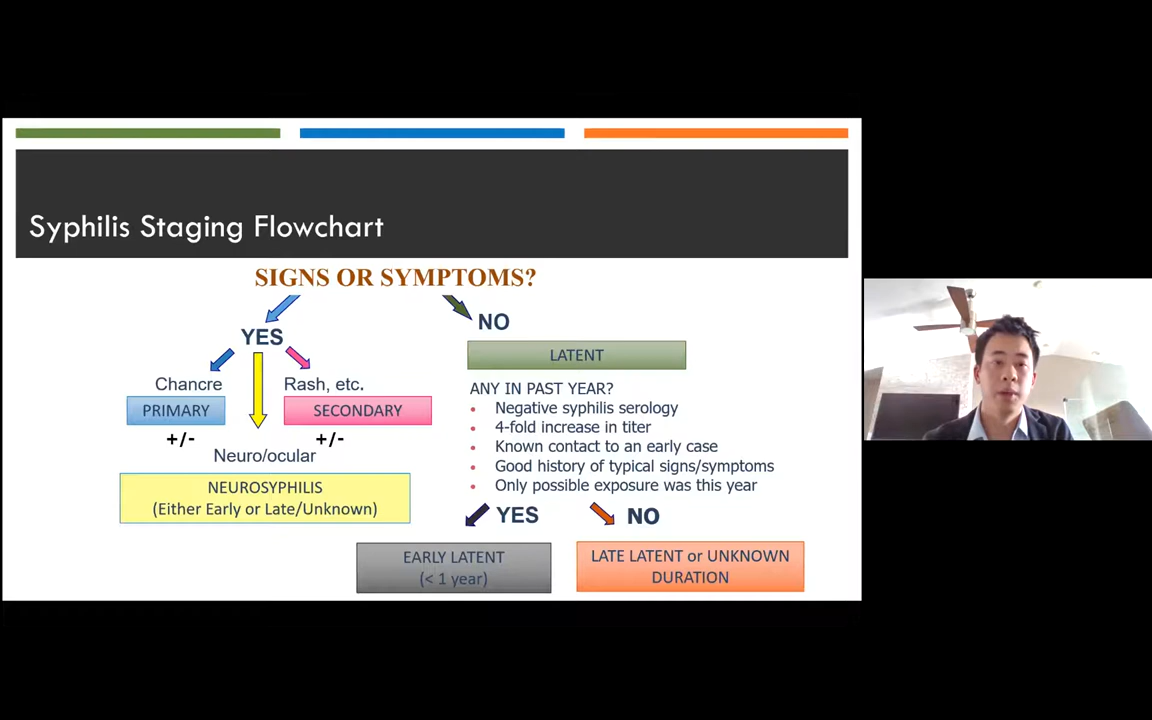 Syphilis Staging Flowchart
SIGNS OR SYMPTOMS?
YES
NO
Chancre
Rash, etc.
PRIMARY
SECONDARY
+/-
+/-
Neuro/ocular
NEUROSYPHILIS
(Either Early or Late/Unknown)
LATENT
ANY IN PAST YEAR?
• Negative syphilis serology
• 4-fold increase in titer
• Known contact to an early case
• Good history of typical signs/symptoms
• Only possible exposure was this year
YES
NO
EARLY LATENT
(< 1 year)
LATE LATENT or UNKNOWN
DURATION